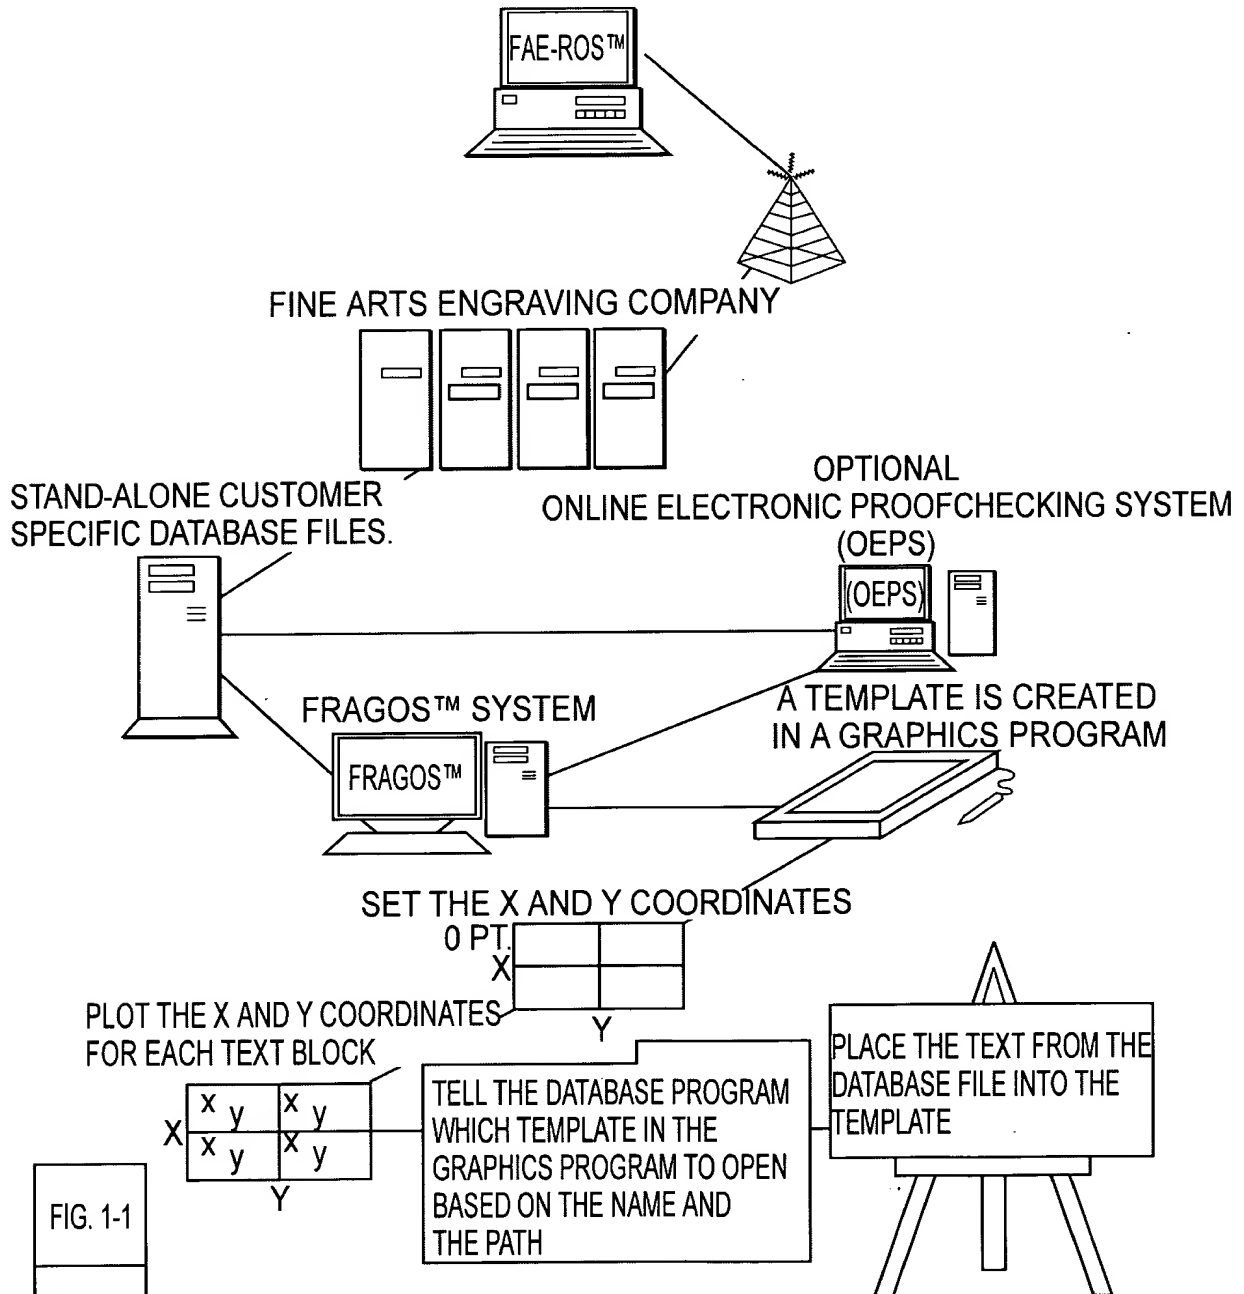 FAE-ROS™
FINE ARTS ENGRAVING COMPANY
STAND-ALONE CUSTOMER
SPECIFIC DATABASE FILES.
OPTIONAL
ONLINE ELECTRONIC PROOFCHECKING SYSTEM
(OEPS)
(OEPS)
FRAGOS™ SYSTEM
FRAGOS™
A TEMPLATE IS CREATED
IN A GRAPHICS PROGRAM
SET THE X AND Y COORDINATES
0 PT.
X
Y
PLOT THE X AND Y COORDINATES
FOR EACH TEXT BLOCK
X y X y
X
X y X y
Y
TELL THE DATABASE PROGRAM
WHICH TEMPLATE IN THE
GRAPHICS PROGRAM TO OPEN
BASED ON THE NAME AND
THE PATH
PLACE THE TEXT FROM THE
DATABASE FILE INTO THE
TEMPLATE
FIG. 1-1